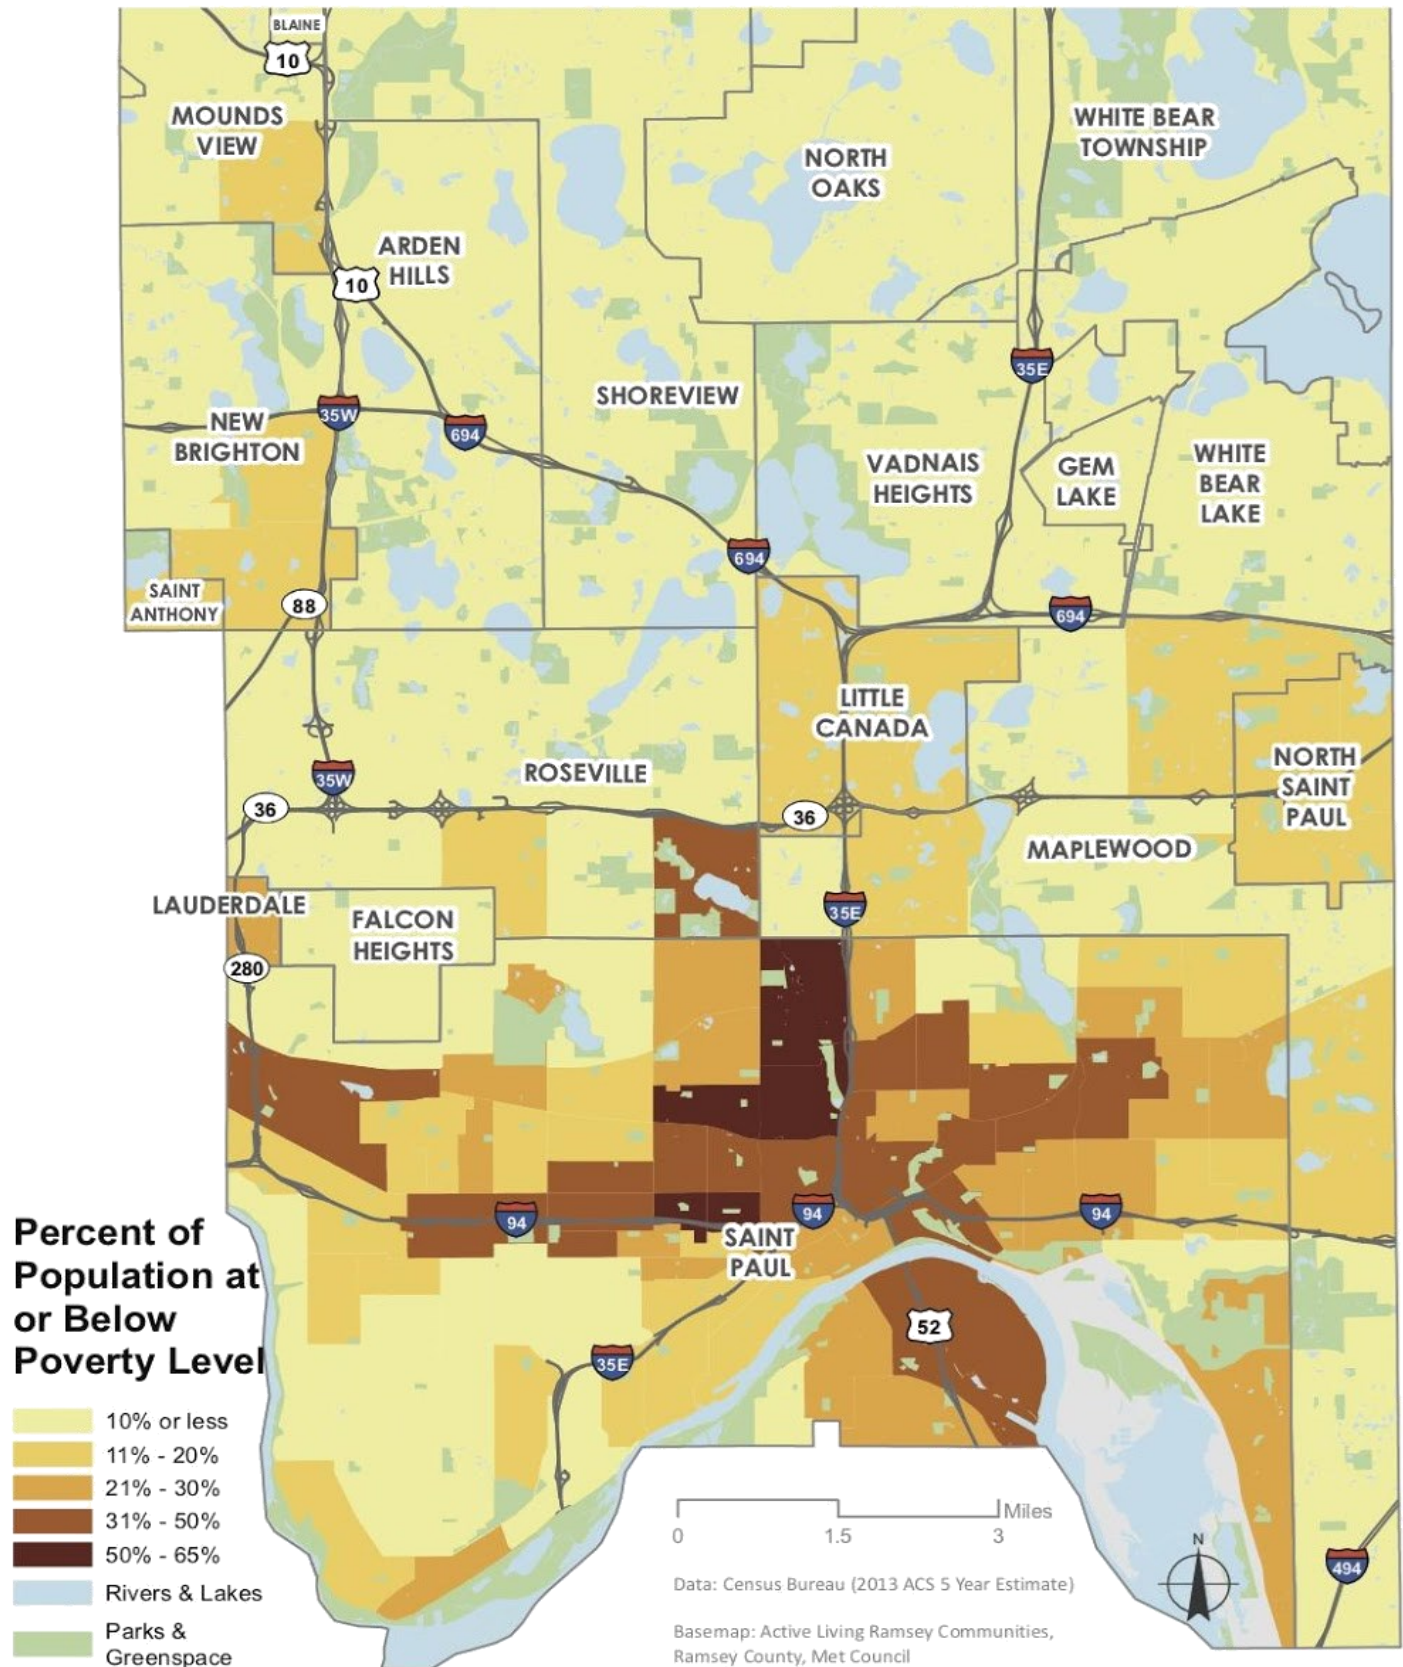 BLAINE
10
MOUNDS
VIEW
WHITE BEAR
TOWNSHIP
NORTH
OAKS
ARDEN
HILLS
10
35E
SHOREVIEW
35W
NEW
BRIGHTON
694
VADNAIS
HEIGHTS
GEM
LAKE
WHITE
BEAR
LAKE
694
SAINT
ANTHONY
88
694
LITTLE
CANADA
35W
ROSEVILLE
NORTH
SAINT
PAUL
36
36
MAPLEWOOD
LAUDERDALE
FALCON
HEIGHTS
35E
280
94
94
94
SAINT
PAUL
52
35E
Percent of
Population at
or Below
Poverty Level
10% or less
11% - 20%
21% - 30%
31% - 50%
50% - 65%
Rivers & Lakes
Parks &
Greenspace
Miles
0 1.5 3
N
494
Data: Census Bureau (2013 ACS 5 Year Estimate)
Basemap: Active Living Ramsey Communities,
Ramsey County, Met Council